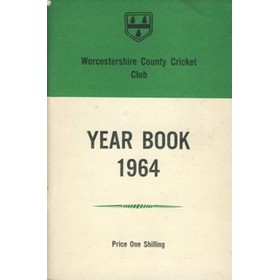 Worcestershire County Cricket
Club
YEAR BOOK
1964
Price One Shilling